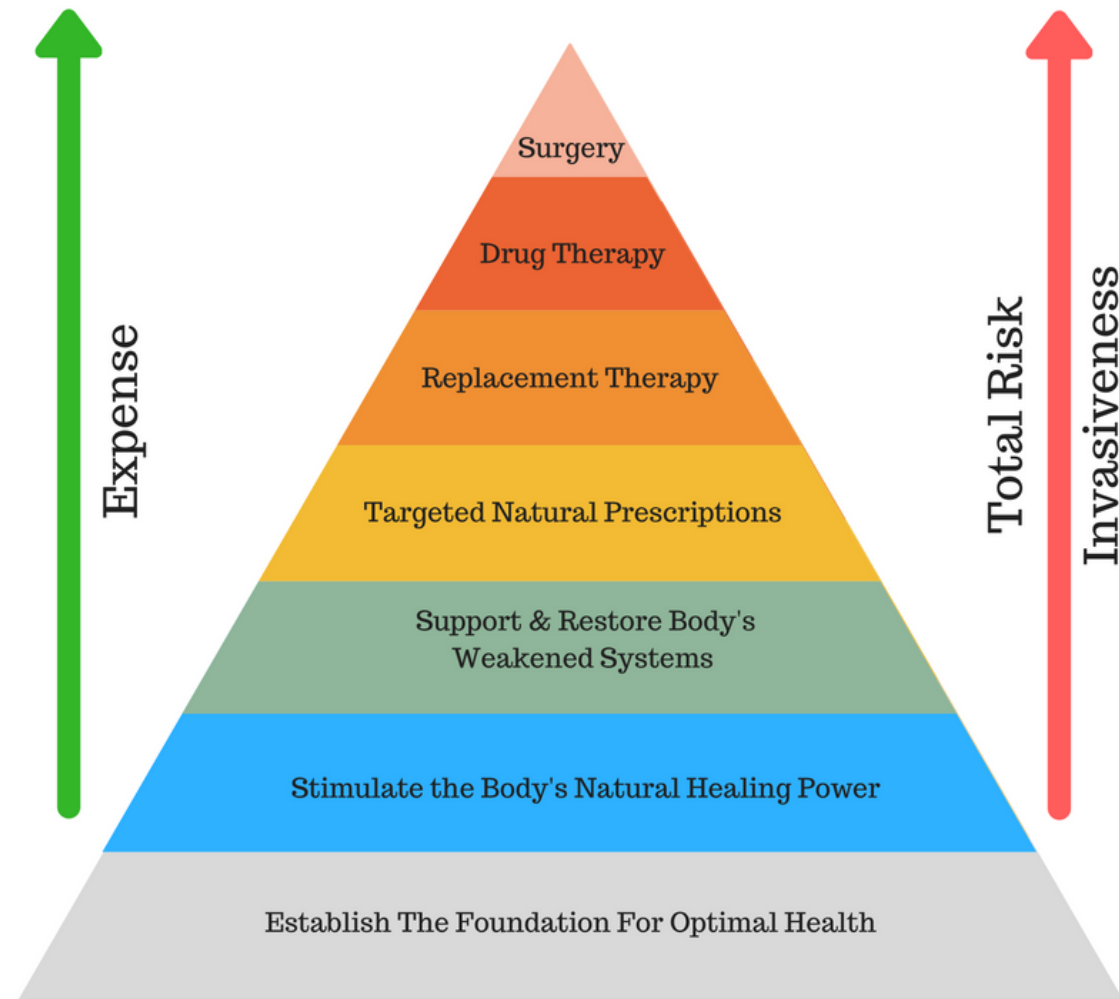 Surgery
Drug Therapy
Replacement Therapy
Targeted Natural Prescriptions
Support & Restore Body's
Weakened Systems
Stimulate the Body's Natural Healing Power
Establish The Foundation For Optimal Health
Expense
Total Risk
Invasiveness